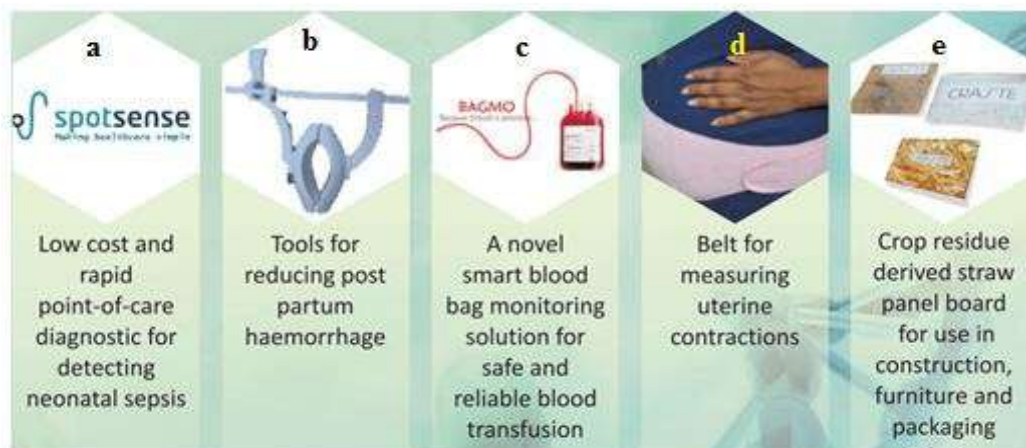 a
spotsense
Making healthcare simple
Low cost and
rapid
point-of-care
diagnostic for
detecting
neonatal sepsis
b
Tools for
reducing post
partum
haemorrhage
c
BAGMO
A novel
smart blood
bag monitoring
solution for
safe and
reliable blood
transfusion
d
Belt for
measuring
uterine
contractions
e
CRASTE
Crop residue
derived straw
panel board
for use in
construction,
furniture and
packaging